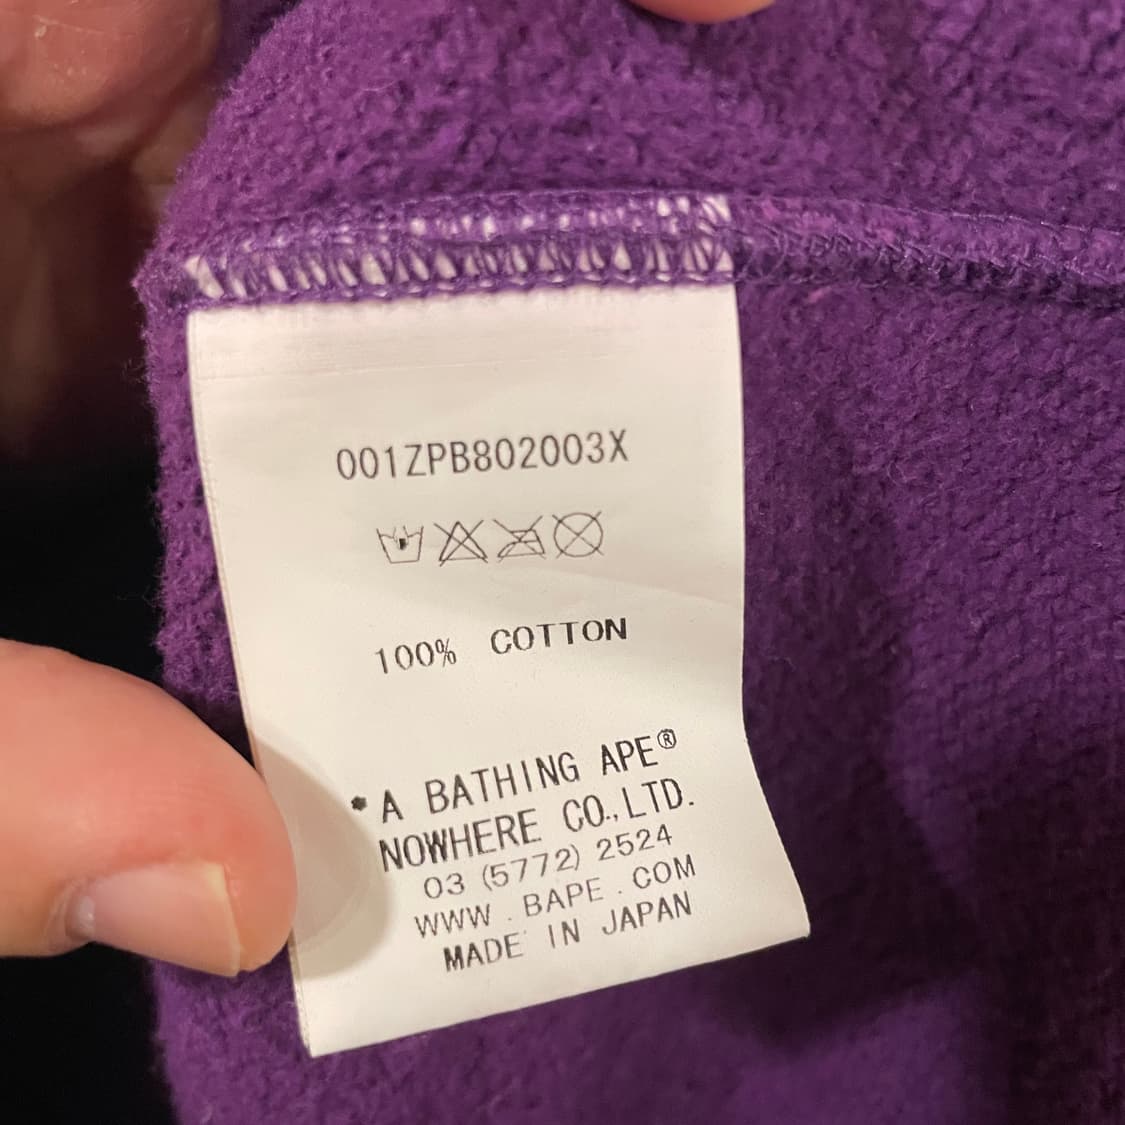 001ZPB802003X
100% COTTON
*A BATHING APE®
NOWHERE CO.,LTD.
03 (5772) 2524
WWW.BAPE.COM
MADE IN JAPAN